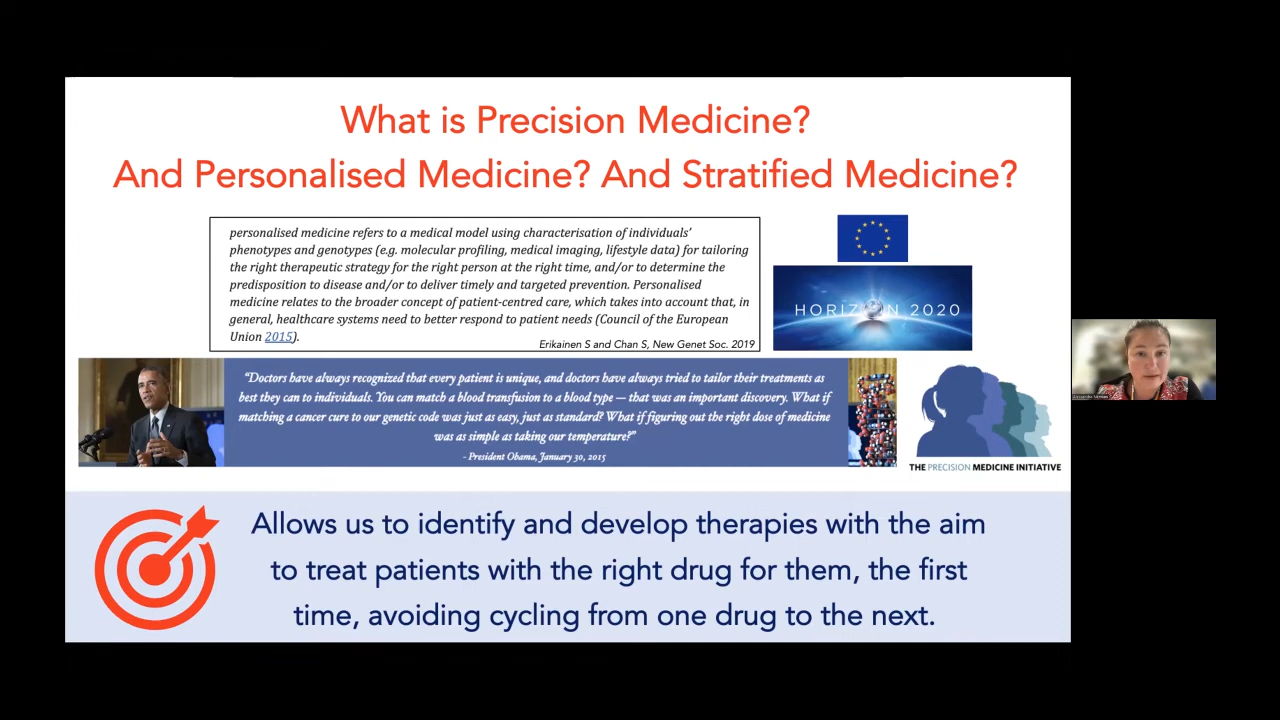 What is Precision Medicine?
And Personalised Medicine? And Stratified Medicine?
personalised medicine refers to a medical model using characterisation of individuals'
phenotypes and genotypes (e.g. molecular profiling, medical imaging, lifestyle data) for tailoring
the right therapeutic strategy for the right person at the right time, and/or to determine the
predisposition to disease and/or to deliver timely and targeted prevention. Personalised
medicine relates to the broader concept of patient-centred care, which takes into account that, in
general, healthcare systems need to better respond to patient needs (Council of the European
Union 2015).
Erikainen S and Chan S, New Genet Soc. 2019
HORIZON 2020
“Doctors have always recognized that every patient is unique, and doctors have always tried to tailor their treatments as
best they can to individuals. You can match a blood transfusion to a blood type — that was an important discovery. What if
matching a cancer cure to our genetic code was just as easy, just as standard? What if figuring out the right dose of medicine
was as simple as taking our temperature?”
- President Obama, January 30, 2015
THE PRECISION MEDICINE INITIATIVE
Allows us to identify and develop therapies with the aim
to treat patients with the right drug for them, the first
time, avoiding cycling from one drug to the next.